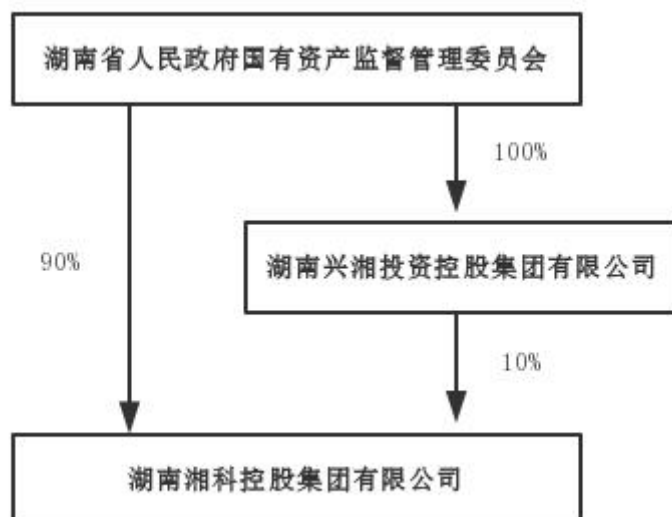 湖南省人民政府国有资产监督管理委员会
100%
90%
湖南兴湘投资控股集团有限公司
10%
湖南湘科控股集团有限公司